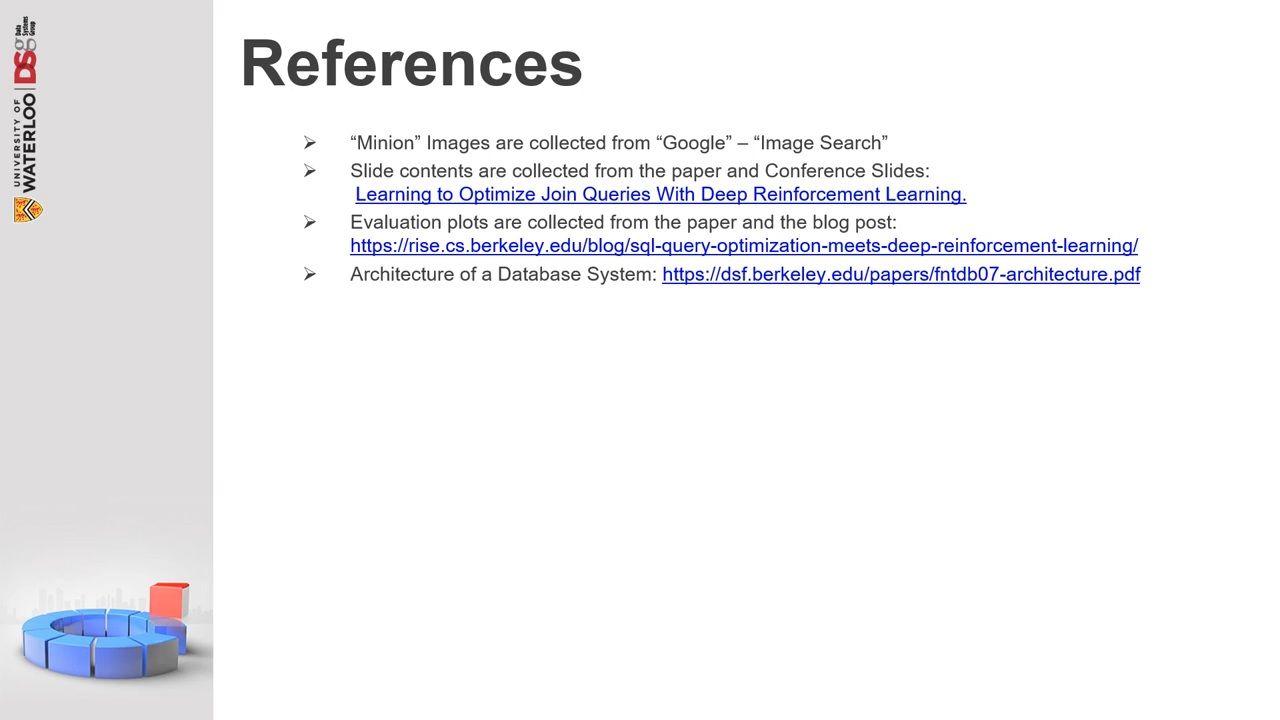 UNIVERSITY OF
WATERLOO
DSg
Data
Systems
Group
References
➢ “Minion” Images are collected from “Google” – “Image Search”
➢ Slide contents are collected from the paper and Conference Slides:
Learning to Optimize Join Queries With Deep Reinforcement Learning.
➢ Evaluation plots are collected from the paper and the blog post:
https://rise.cs.berkeley.edu/blog/sql-query-optimization-meets-deep-reinforcement-learning/
➢ Architecture of a Database System: https://dsf.berkeley.edu/papers/fntdb07-architecture.pdf